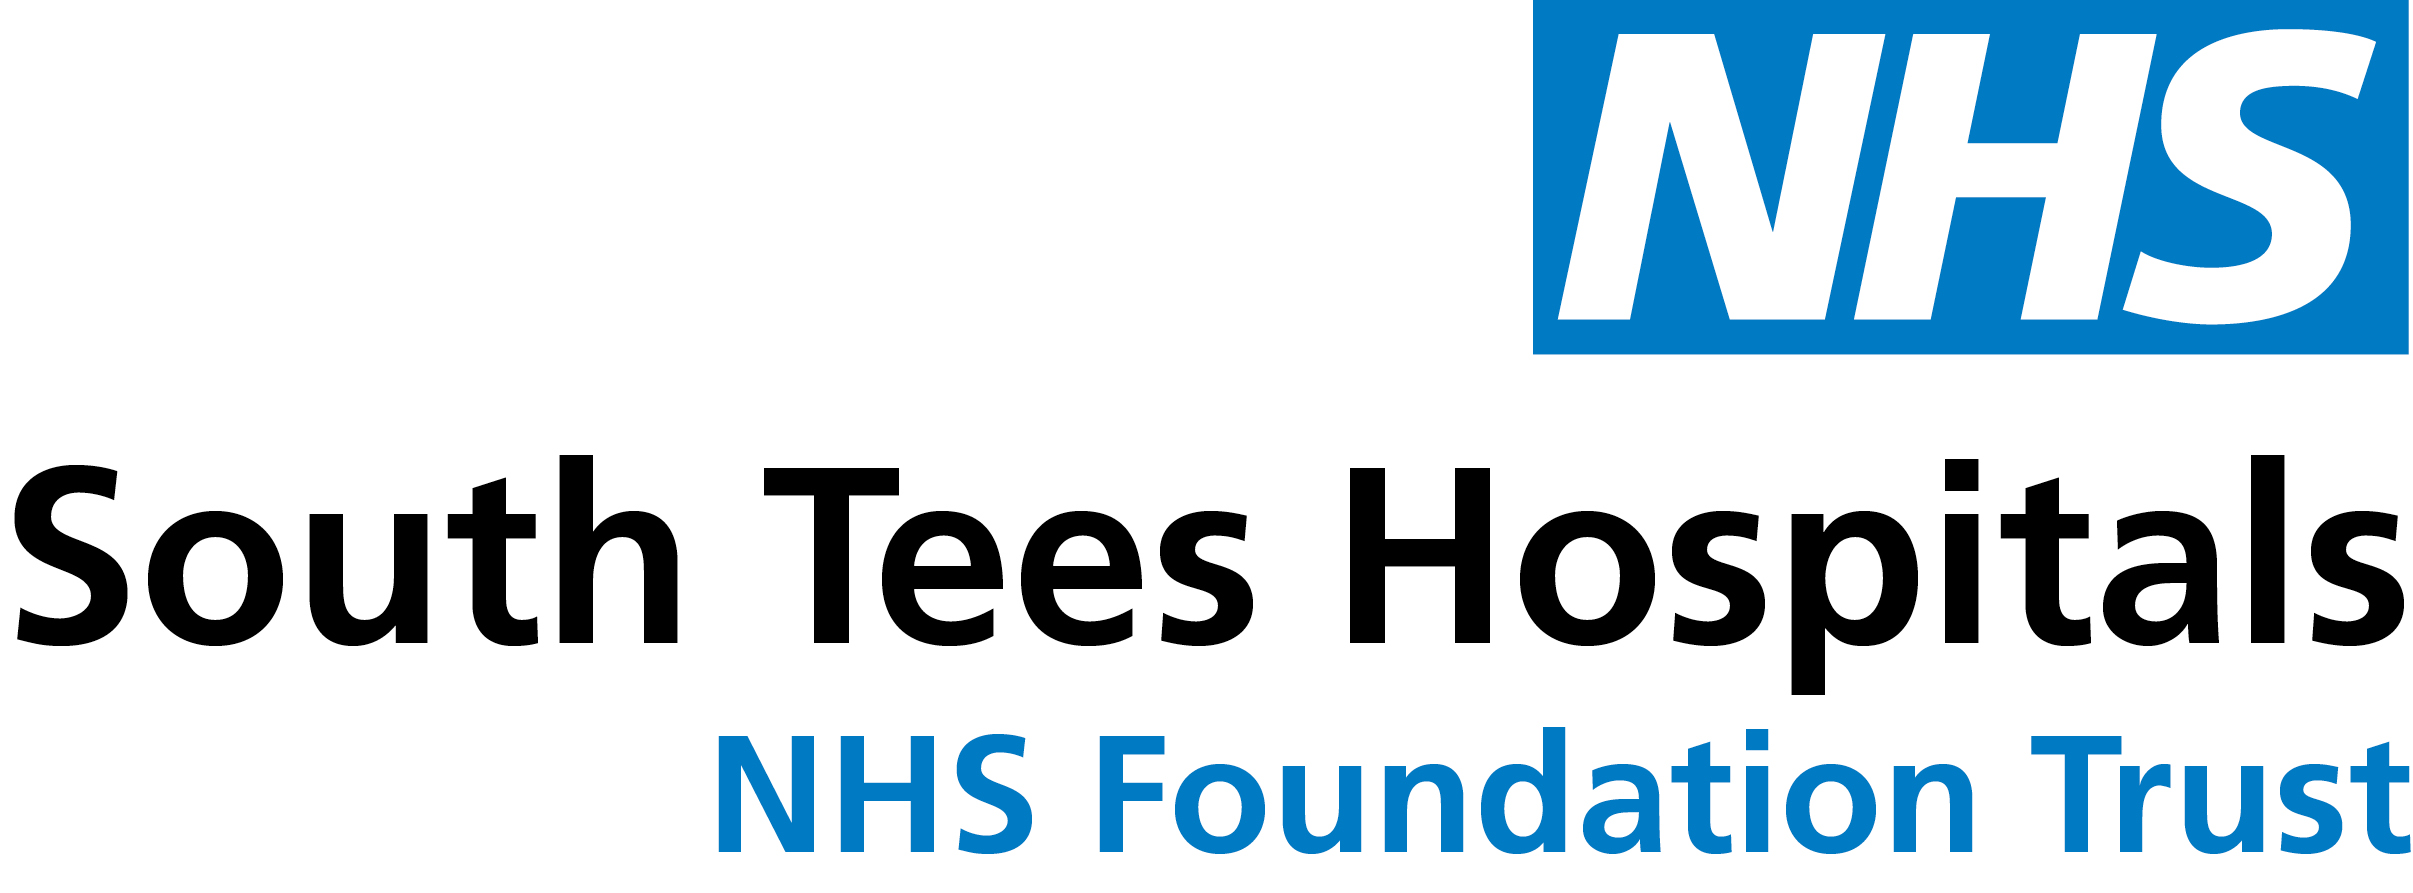 NHS
South Tees Hospitals
NHS Foundation Trust